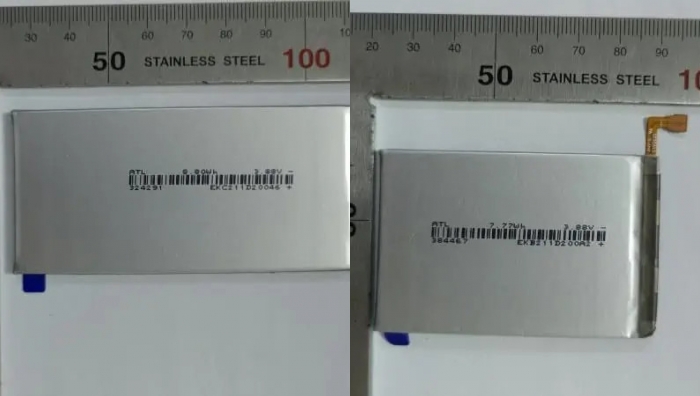 30 40 50 60 70 80 90 100
STAINLESS STEEL
ATL 8.80Wh 3.88V -
324291 EKC211D20046 +
20 30 40 50 60 70 80 90
STAINLESS STEEL
ATL 7.77Wh 3.88V -
384467 EKB211D200A2 +